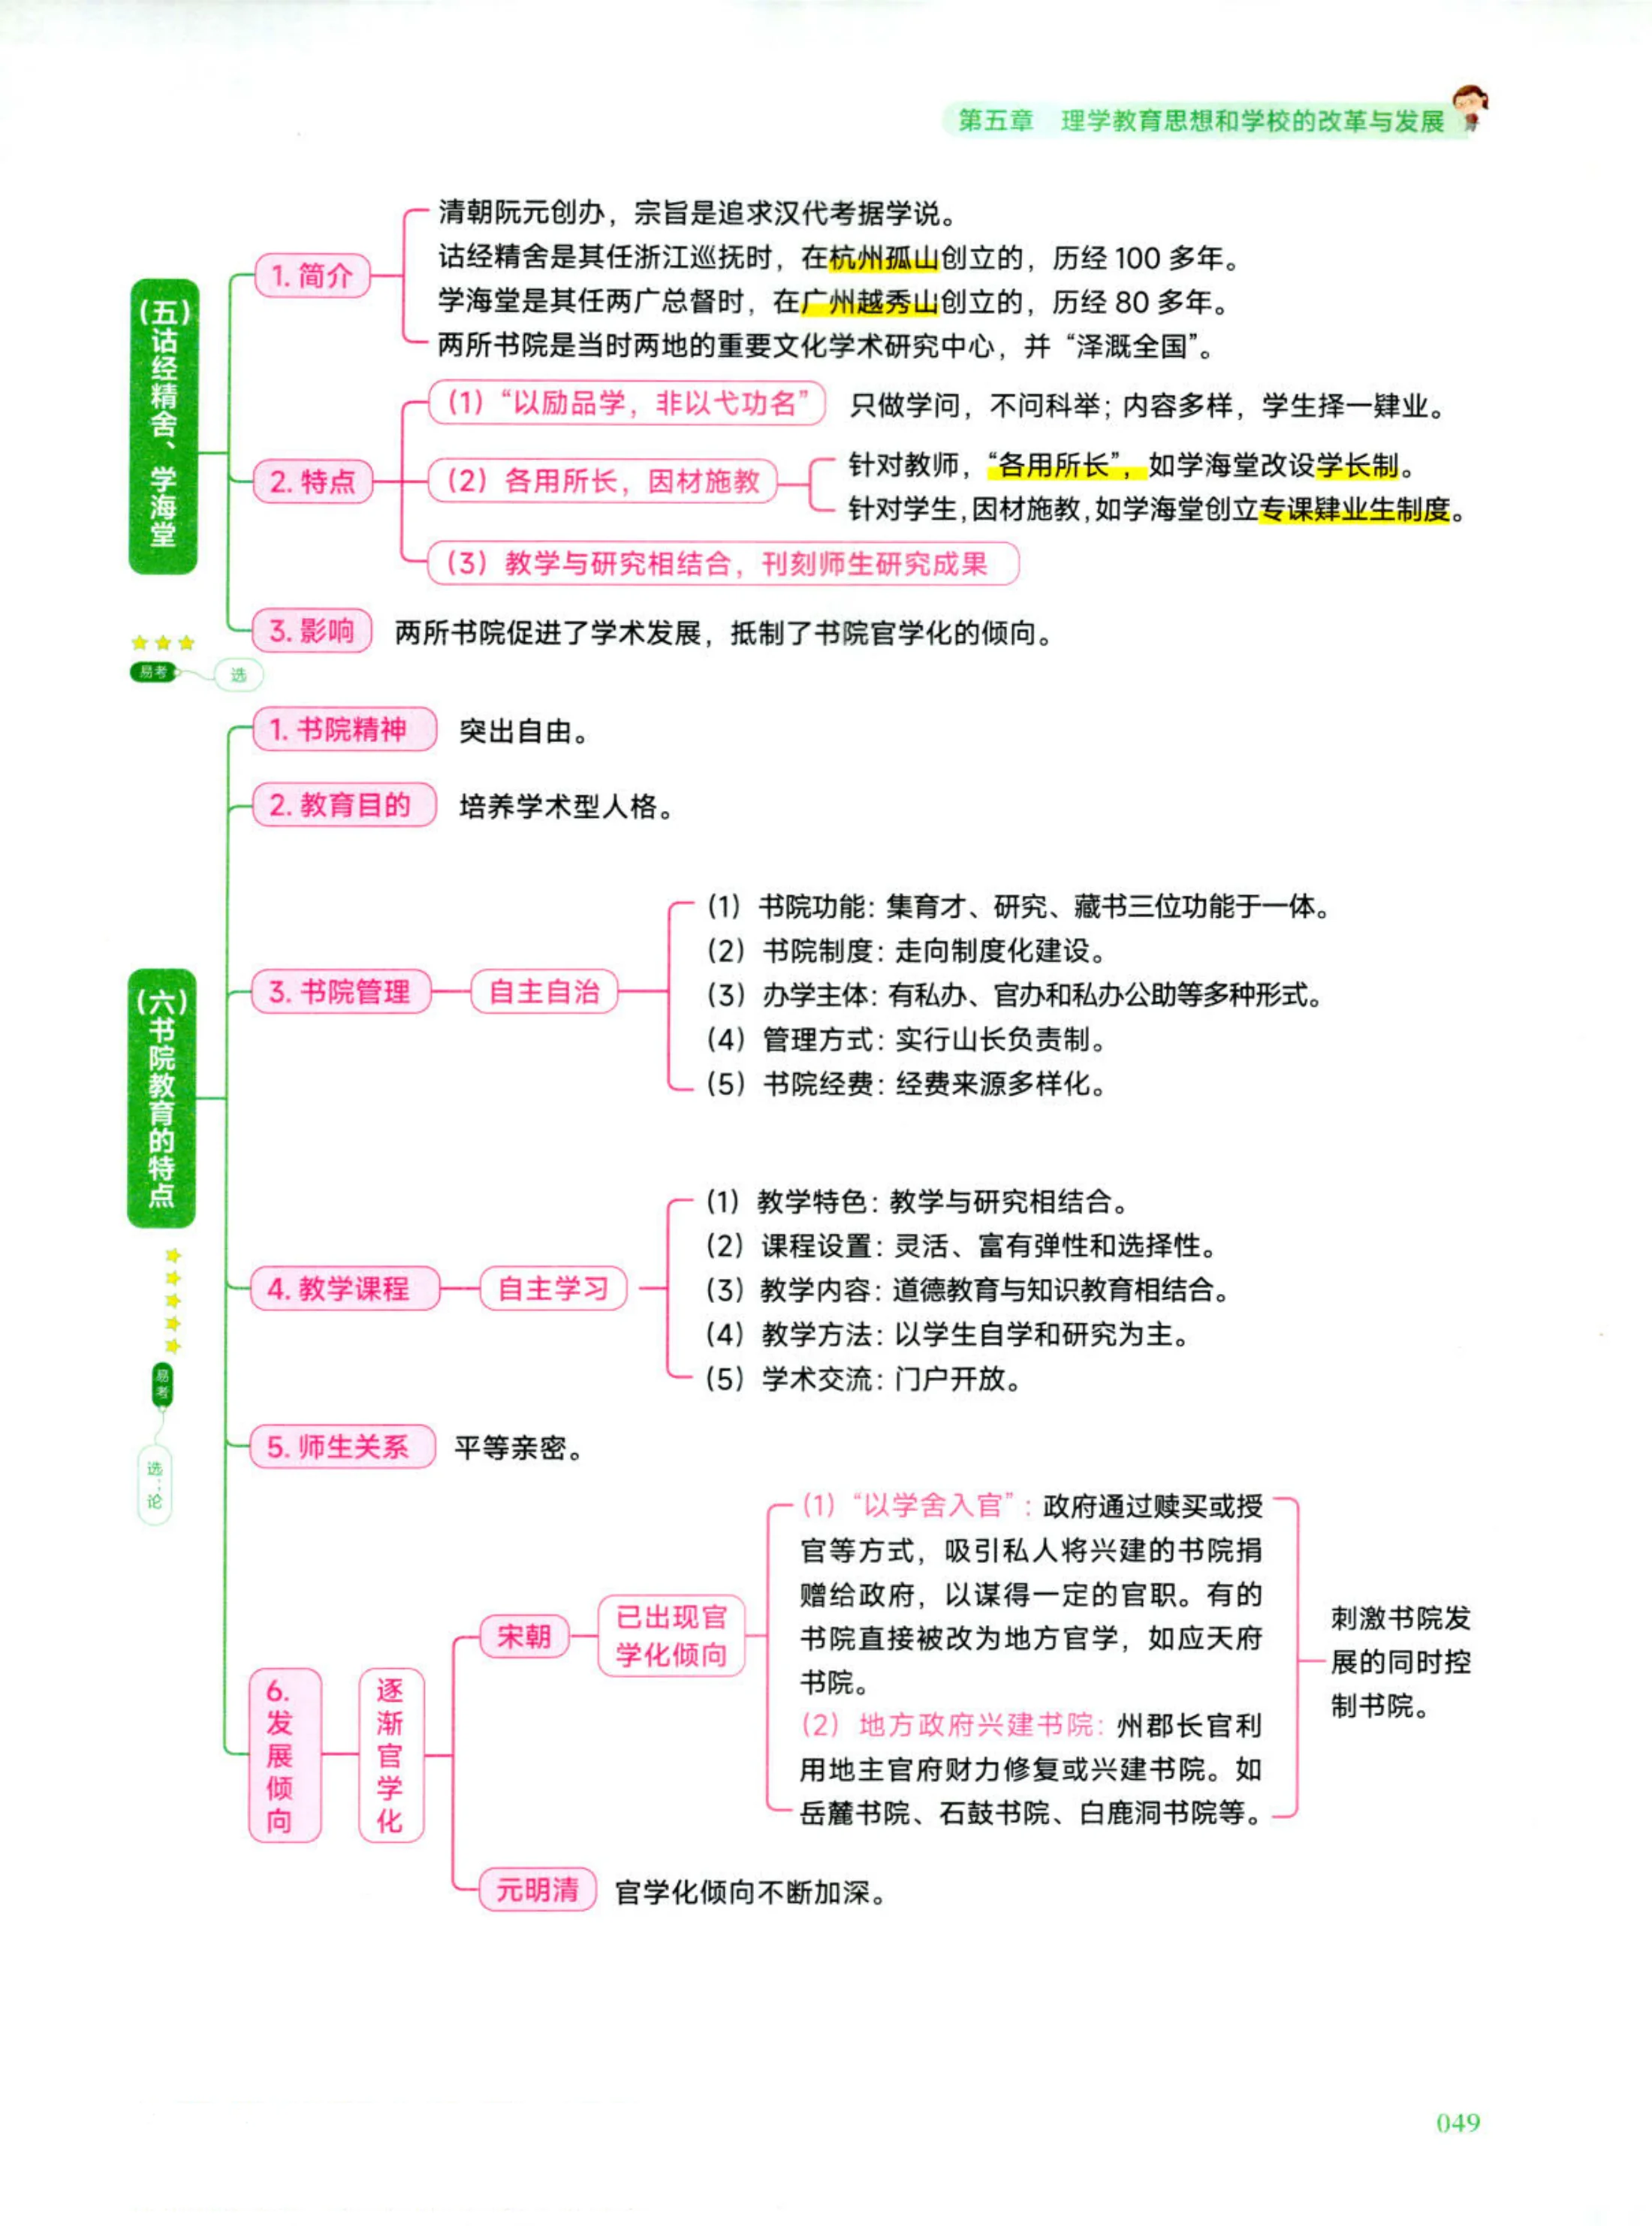 第五章 理学教育思想和学校的改革与发展
(五)诂经精舍、学海堂
1. 简介
清朝阮元创办，宗旨是追求汉代考据学说。
诂经精舍是其任浙江巡抚时，在杭州孤山创立的，历经 100 多年。
学海堂是其任两广总督时，在广州越秀山创立的，历经 80 多年。
两所书院是当时两地的重要文化学术研究中心，并“泽溉全国”。
2. 特点
(1)“以励品学，非以弋功名”
只做学问，不问科举；内容多样，学生择一肄业。
(2) 各用所长，因材施教
针对教师，“各用所长”，如学海堂改设学长制。
针对学生，因材施教，如学海堂创立专课肄业生制度。
(3) 教学与研究相结合，刊刻师生研究成果
3. 影响
两所书院促进了学术发展，抵制了书院官学化的倾向。
易考
选
(六)书院教育的特点
易考
选
论
1. 书院精神
突出自由。
2. 教育目的
培养学术型人格。
3. 书院管理
自主自治
(1) 书院功能：集育才、研究、藏书三位功能于一体。
(2) 书院制度：走向制度化建设。
(3) 办学主体：有私办、官办和私办公助等多种形式。
(4) 管理方式：实行山长负责制。
(5) 书院经费：经费来源多样化。
4. 教学课程
自主学习
(1) 教学特色：教学与研究相结合。
(2) 课程设置：灵活、富有弹性和选择性。
(3) 教学内容：道德教育与知识教育相结合。
(4) 教学方法：以学生自学和研究为主。
(5) 学术交流：门户开放。
5. 师生关系
平等亲密。
6.发展倾向
逐渐官学化
宋朝
已出现官
学化倾向
(1)“以学舍入官”：政府通过赎买或授
官等方式，吸引私人将兴建的书院捐
赠给政府，以谋得一定的官职。有的
书院直接被改为地方官学，如应天府
书院。
(2) 地方政府兴建书院：州郡长官利
用地主官府财力修复或兴建书院。如
岳麓书院、石鼓书院、白鹿洞书院等。
刺激书院发
展的同时控
制书院。
元明清
官学化倾向不断加深。
049